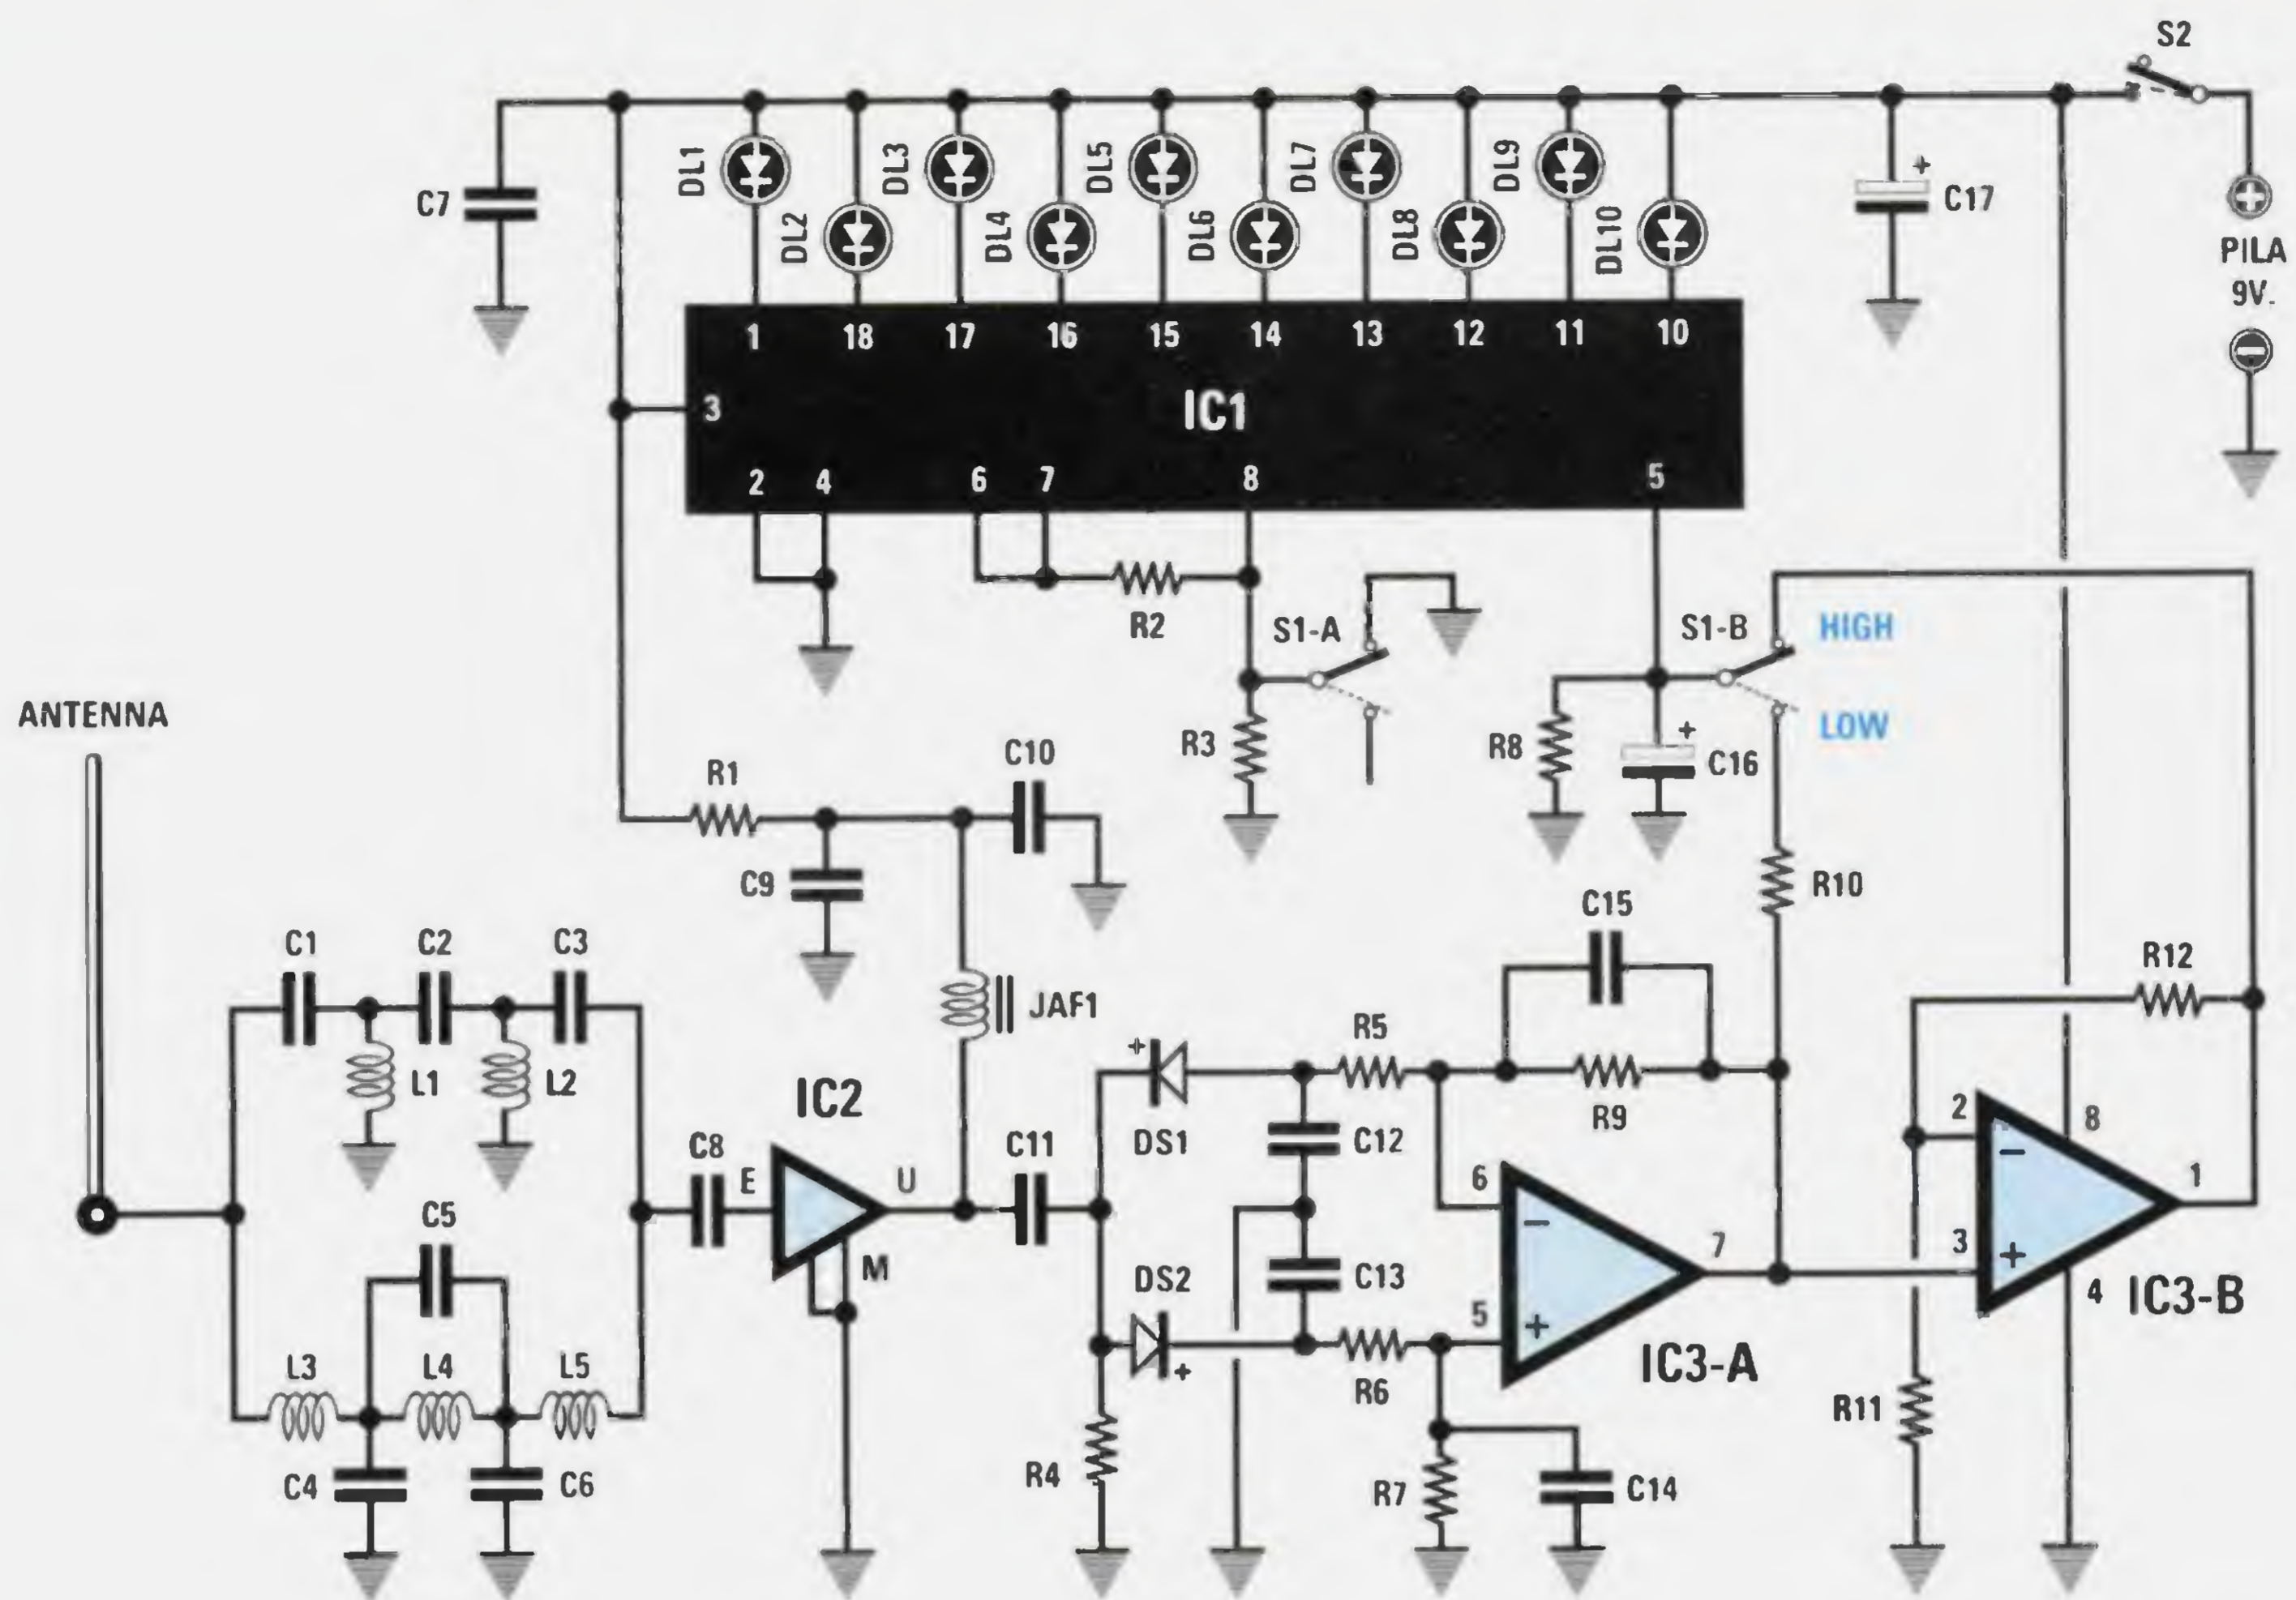 S2
C7
DL1
DL2
DL3
DL4
DL5
DL6
DL7
DL8
DL9
DL10
+
C17
PILA
9V.
1 18 17 16 15 14 13 12 11 10
3
IC1
2 4 6 7 8 5
R2
S1-A
S1-B
HIGH
LOW
ANTENNA
R3
R8
+
C16
R1
C10
C9
R10
C15
C1
C2
C3
R12
JAF1
L1
L2
R5
+
DS1
R9
IC2
C12
C8
E
U
C11
2
8
-
1
C5
M
DS2
C13
6
-
7
3
+
5
+
4
IC3-B
+
IC3-A
L3
L4
L5
R6
R11
C4
C6
R4
R7
C14